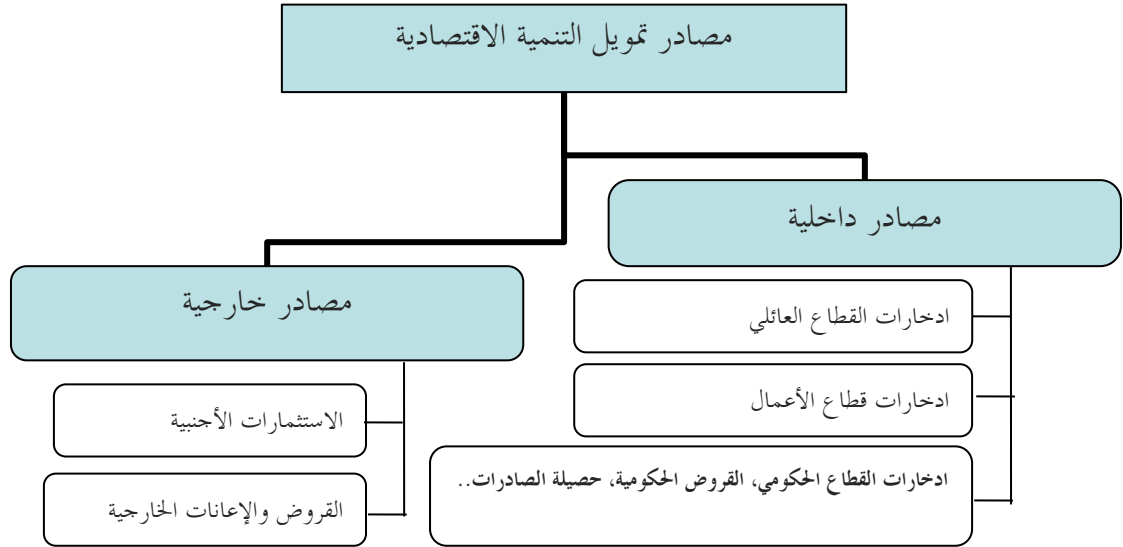 مصادر تمويل التنمية الاقتصادية
مصادر داخلية
ادخارات القطاع العائلي
ادخارات قطاع الأعمال
ادخارات القطاع الحكومي، القروض الحكومية، حصيلة الصادرات..
مصادر خارجية
الاستثمارات الأجنبية
القروض والإعانات الخارجية